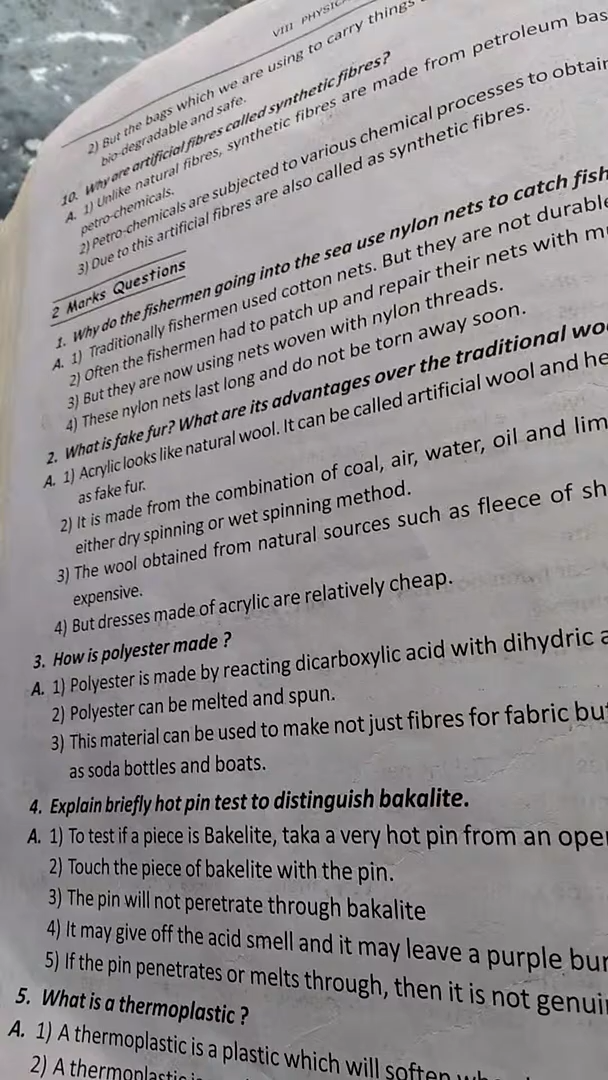 VIII PHYSICA
2) But the bags which we are using to carry things
bio-degradable and safe.
10. Why are artificial fibres called synthetic fibres?
A. 1) Unlike natural fibres, synthetic fibres are made from petroleum bas
petro-chemicals.
2) Petro-chemicals are subjected to various chemical processes to obtain
3) Due to this artificial fibres are also called as synthetic fibres.
2 Marks Questions
1. Why do the fishermen going into the sea use nylon nets to catch fish
A. 1) Traditionally fishermen used cotton nets. But they are not durable
2) Often the fishermen had to patch up and repair their nets with mu
3) But they are now using nets woven with nylon threads.
4) These nylon nets last long and do not be torn away soon.
2. What is fake fur? What are its advantages over the traditional woo
A. 1) Acrylic looks like natural wool. It can be called artificial wool and he
as fake fur.
2) It is made from the combination of coal, air, water, oil and lim
either dry spinning or wet spinning method.
3) The wool obtained from natural sources such as fleece of sh
expensive.
4) But dresses made of acrylic are relatively cheap.
3. How is polyester made ?
A. 1) Polyester is made by reacting dicarboxylic acid with dihydric a
2) Polyester can be melted and spun.
3) This material can be used to make not just fibres for fabric but
as soda bottles and boats.
4. Explain briefly hot pin test to distinguish bakalite.
A. 1) To test if a piece is Bakelite, taka a very hot pin from an ope
2) Touch the piece of bakelite with the pin.
3) The pin will not peretrate through bakalite
4) It may give off the acid smell and it may leave a purple bur
5) If the pin penetrates or melts through, then it is not genuin
5. What is a thermoplastic ?
A. 1) A thermoplastic is a plastic which will soften
2) A thermoplastic